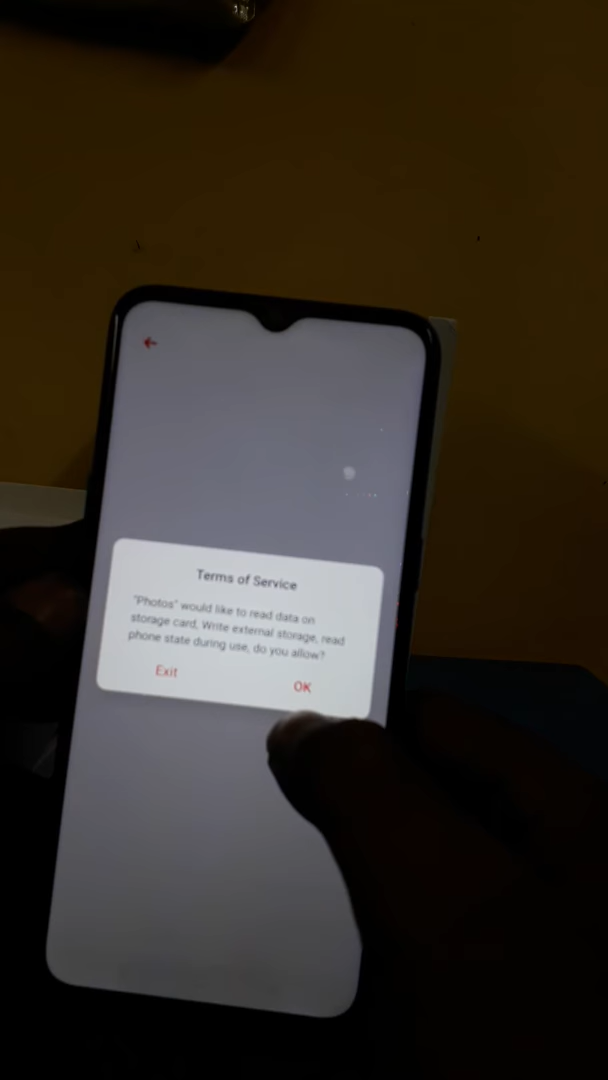 Terms of Service
"Photos" would like to read data on
storage card, Write external storage, read
phone state during use, do you allow?
Exit
OK